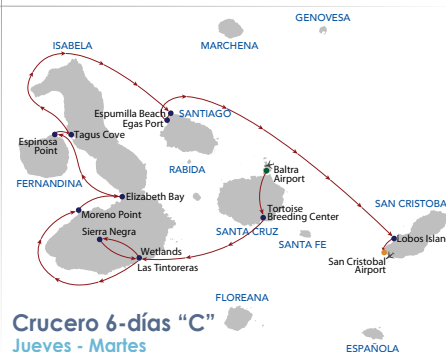 GENOVESA
ISABELA
MARCHENA
Espumilla Beach
SANTIAGO
Egas Port
Tagus Cove
Espinosa
Point
RABIDA
Baltra
Airport
FERNANDINA
Elizabeth Bay
Moreno Point
Tortoise
Breeding Center
SAN CRISTOBA
Sierra Negra
SANTA CRUZ
SANTA FE
Lobos Islan
Wetlands
Las Tintoreras
San Cristobal
Airport
FLOREANA
Crucero 6-días “C”
Jueves - Martes
ESPAÑOLA